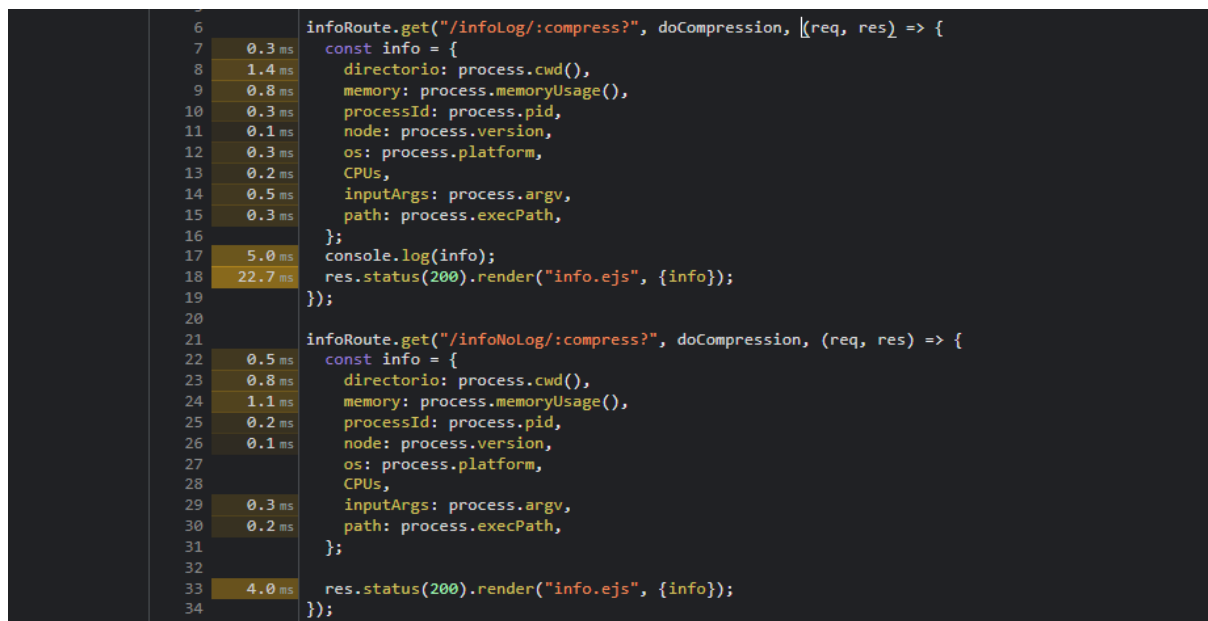 6 infoRoute.get("/infoLog/:compress?", doCompression, (req, res) => {
7 0.3 ms const info = {
8 1.4 ms directorio: process.cwd(),
9 0.8 ms memory: process.memoryUsage(),
10 0.3 ms processId: process.pid,
11 0.1 ms node: process.version,
12 0.3 ms os: process.platform,
13 0.2 ms CPUs,
14 0.5 ms inputArgs: process.argv,
15 0.3 ms path: process.execPath,
16 };
17 5.0 ms console.log(info);
18 22.7 ms res.status(200).render("info.ejs", {info});
19 });
20
21 infoRoute.get("/infoNoLog/:compress?", doCompression, (req, res) => {
22 0.5 ms const info = {
23 0.8 ms directorio: process.cwd(),
24 1.1 ms memory: process.memoryUsage(),
25 0.2 ms processId: process.pid,
26 0.1 ms node: process.version,
27 os: process.platform,
28 CPUs,
29 0.3 ms inputArgs: process.argv,
30 0.2 ms path: process.execPath,
31 };
32
33 4.0 ms res.status(200).render("info.ejs", {info});
34 });